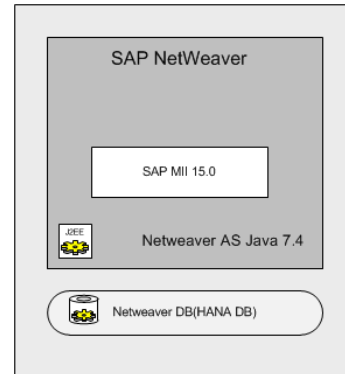 SAP NetWeaver
SAP MII 15.0
J2EE
Netweaver AS Java 7.4
Netweaver DB(HANA DB)